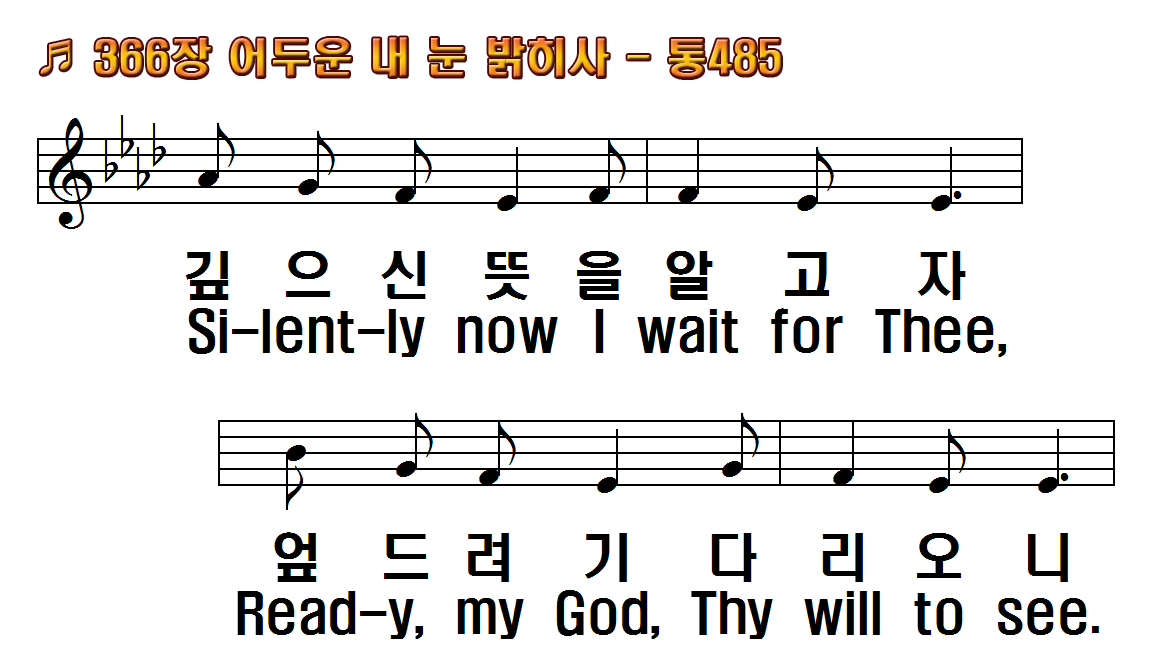 ♬ 366장 어두운 내 눈 밝히사 - 통485
깊 으 신 뜻 을 알 고 자
Si-lent-ly now I wait for Thee,
엎 드 려 기 다 리 오 니
Read-y, my God, Thy will to see.